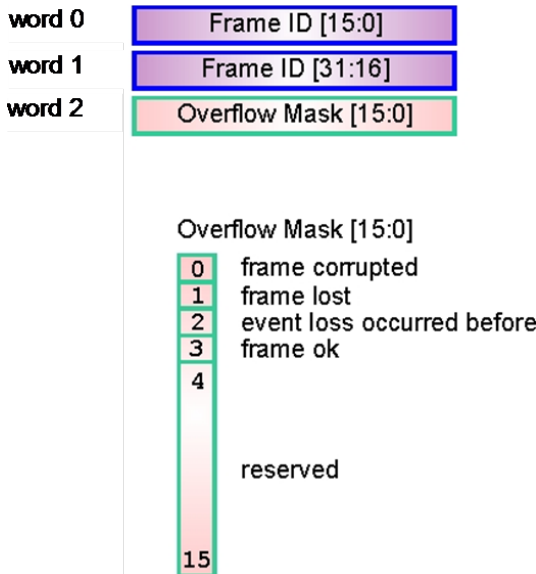 word 0 Frame ID [15:0]
word 1 Frame ID [31:16]
word 2 Overflow Mask [15:0]
Overflow Mask [15:0]
0 frame corrupted
1 frame lost
2 event loss occurred before
3 frame ok
4
reserved
15